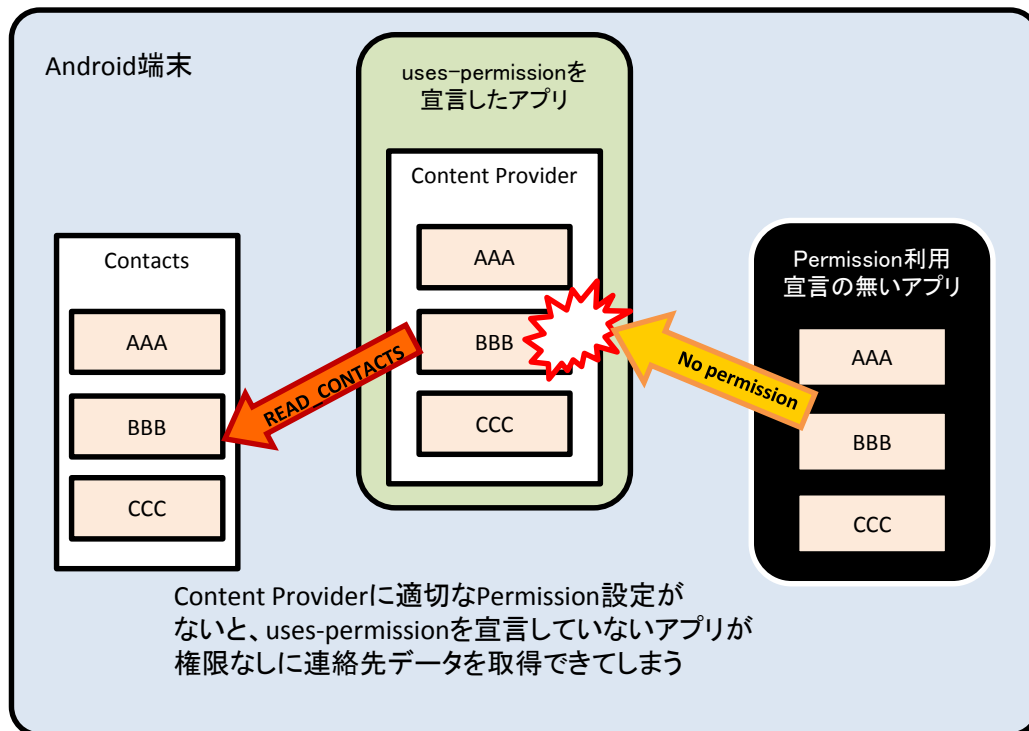 Android端末
uses-permissionを
宣言したアプリ
Content Provider
AAA
BBB
CCC
Contacts
AAA
BBB
CCC
READ_CONTACTS
No permission
Permission利用
宣言の無いアプリ
AAA
BBB
CCC
Content Providerに適切なPermission設定が
ないと、uses-permissionを宣言していないアプリが
権限なしに連絡先データを取得できてしまう